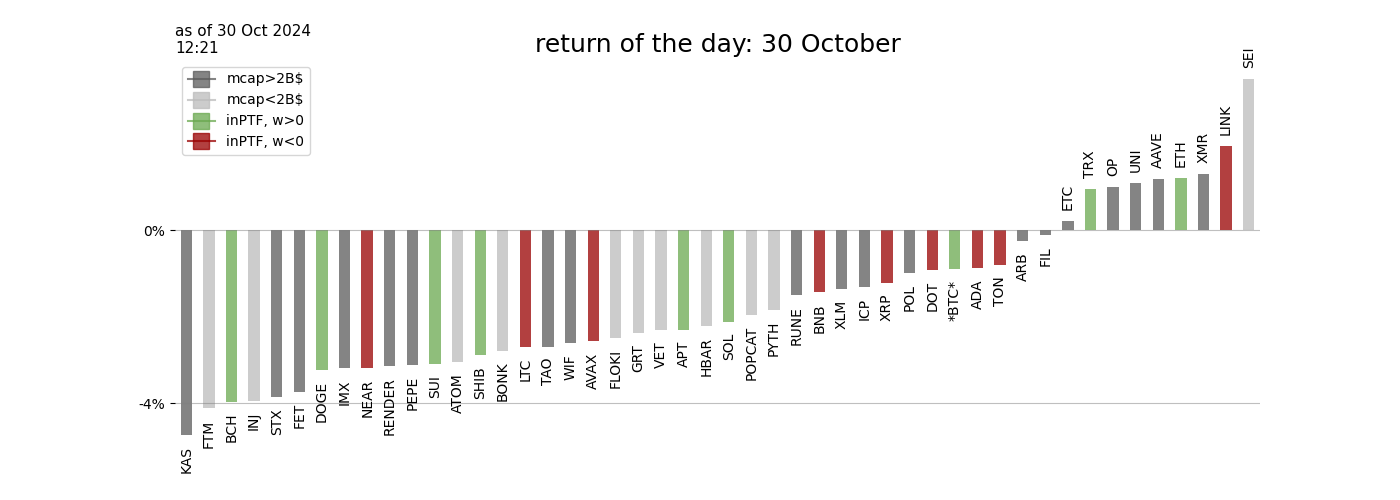 as of 30 Oct 2024
12:21
return of the day: 30 October
mcap>2B$
mcap<2B$
inPTF, w>0
inPTF, w<0
0%
-4%
KAS
FTM
BCH
INJ
STX
FET
DOGE
IMX
NEAR
RENDER
PEPE
SUI
ATOM
SHIB
BONK
LTC
TAO
WIF
AVAX
FLOKI
GRT
VET
APT
HBAR
SOL
POPCAT
PYTH
RUNE
BNB
XLM
ICP
XRP
POL
DOT
*BTC*
ADA
TON
ARB
FIL
ETC
TRX
OP
UNI
AAVE
ETH
XMR
LINK
SEI